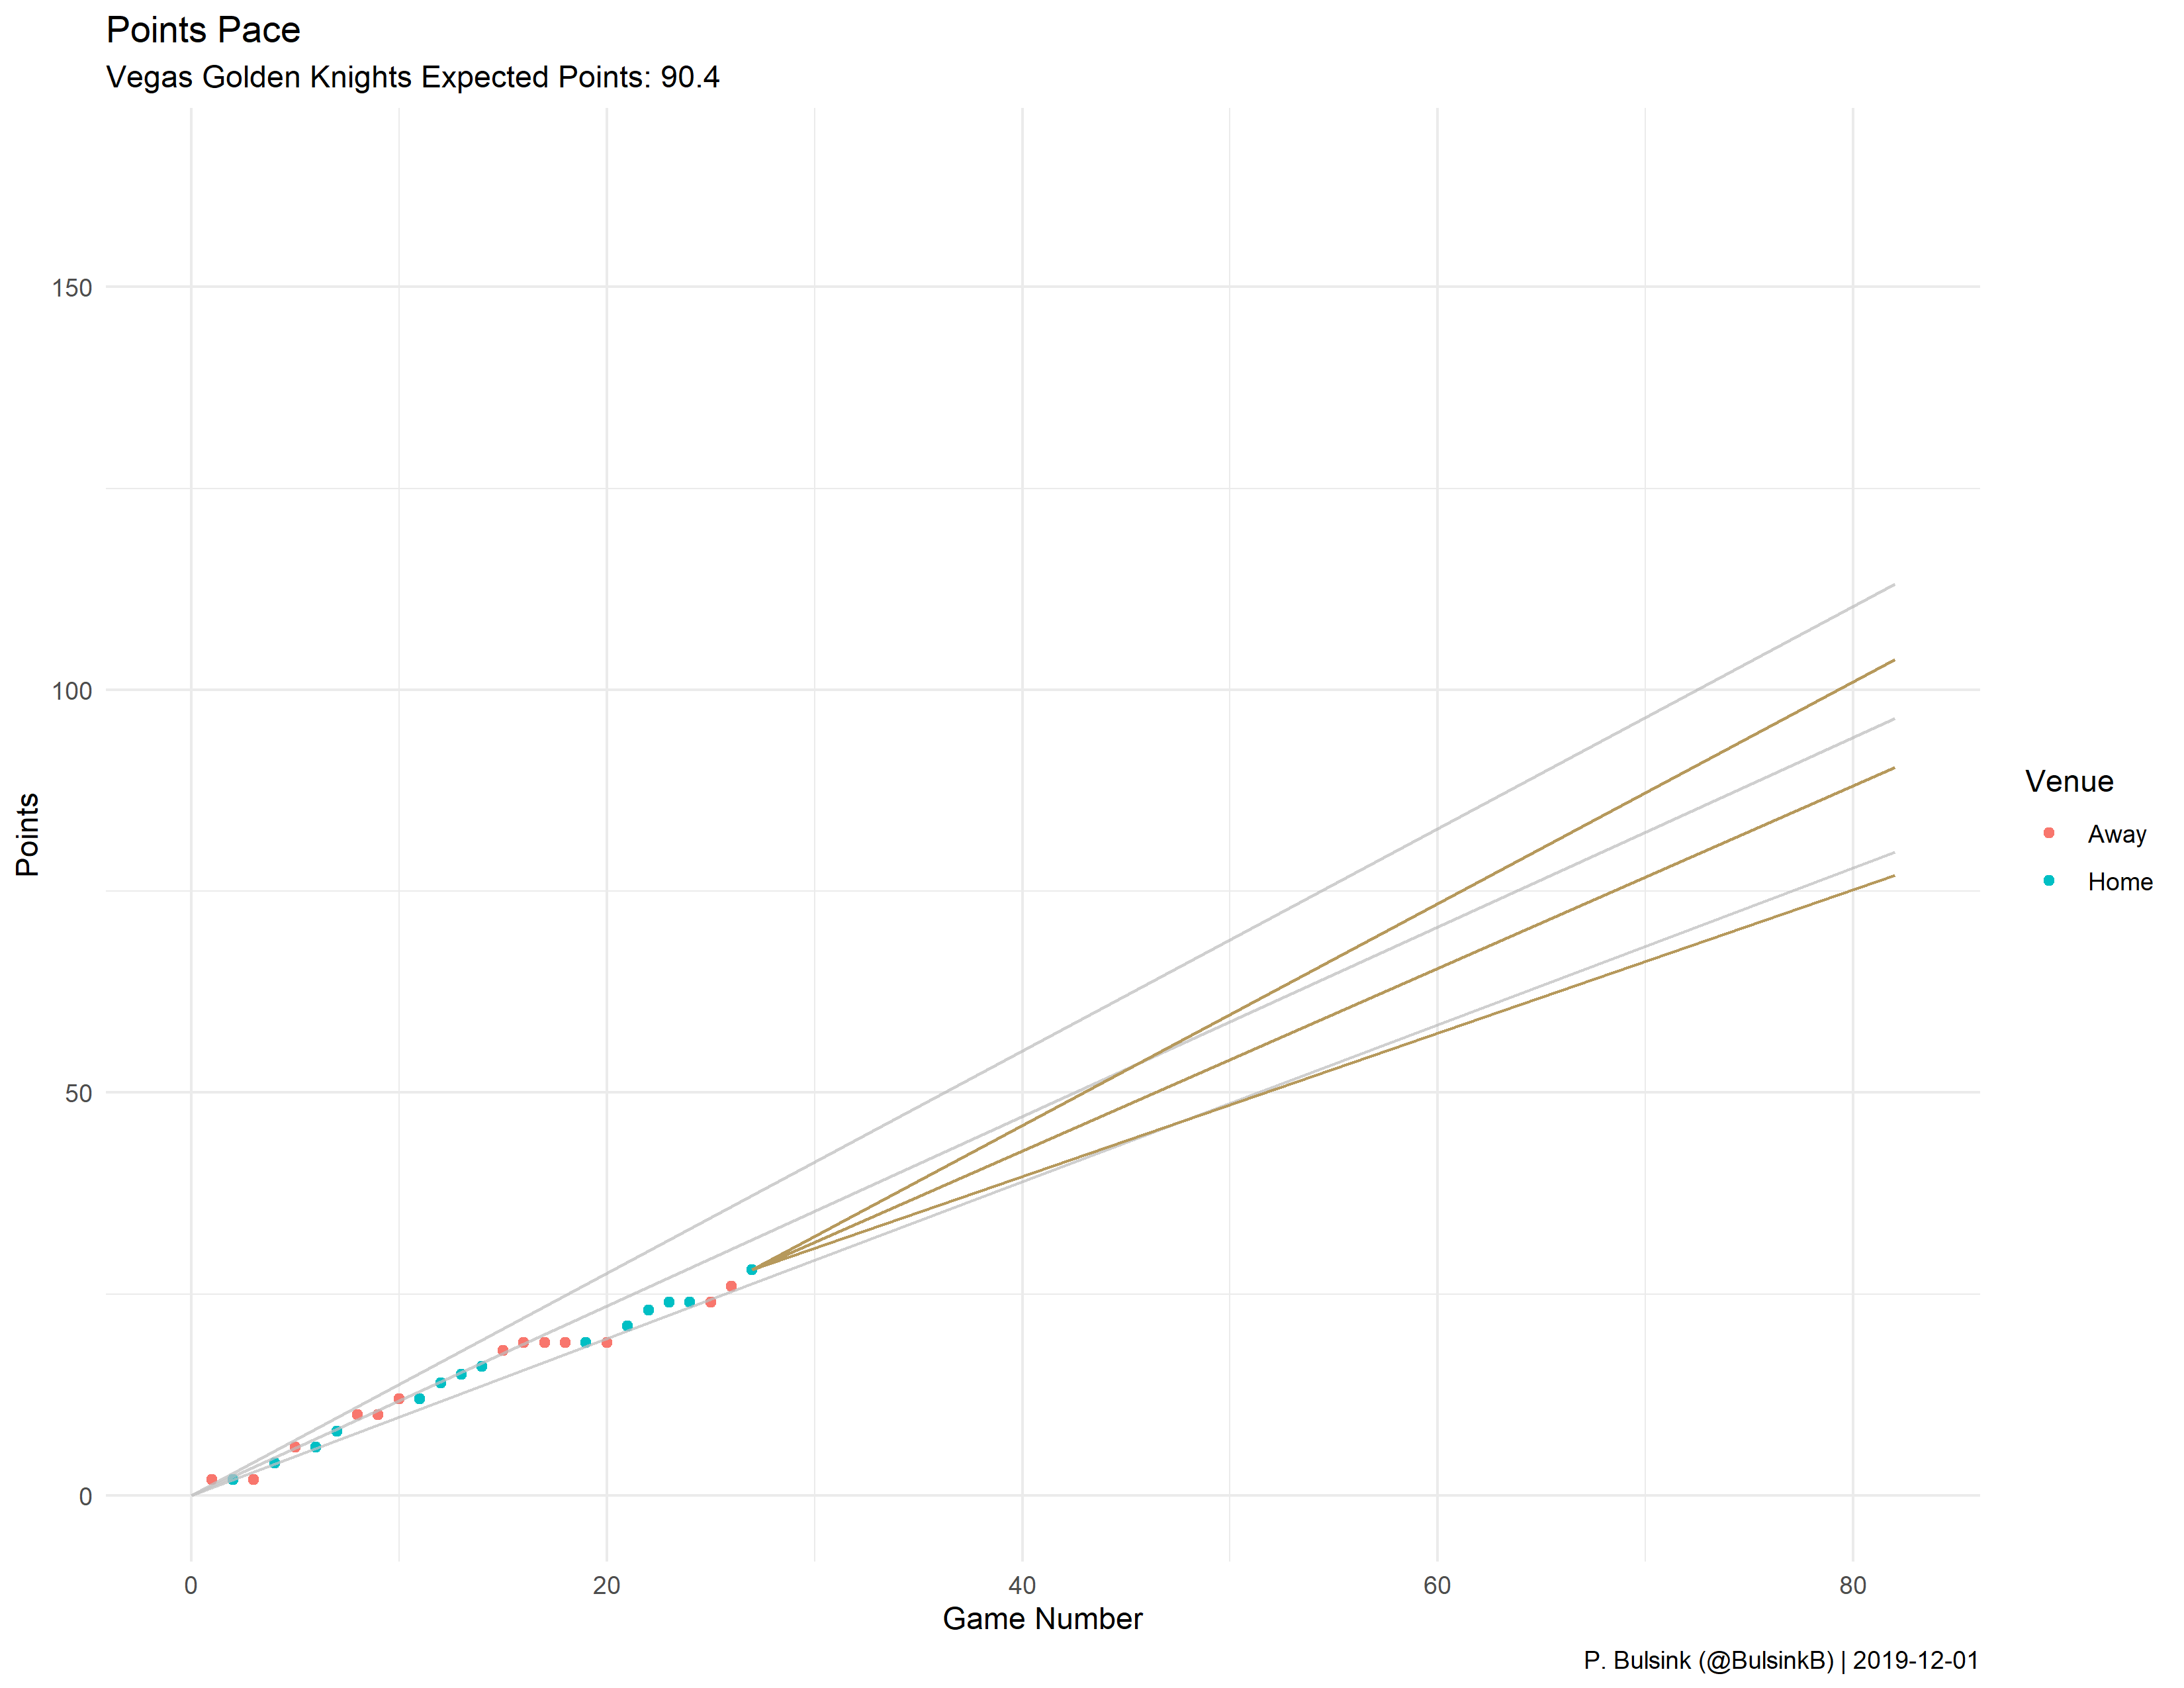 Points Pace
Vegas Golden Knights Expected Points: 90.4
150
100
50
0
Points
0 20 40 60 80
Game Number
Venue
Away
Home
P. Bulsink (@BulsinkB) | 2019-12-01